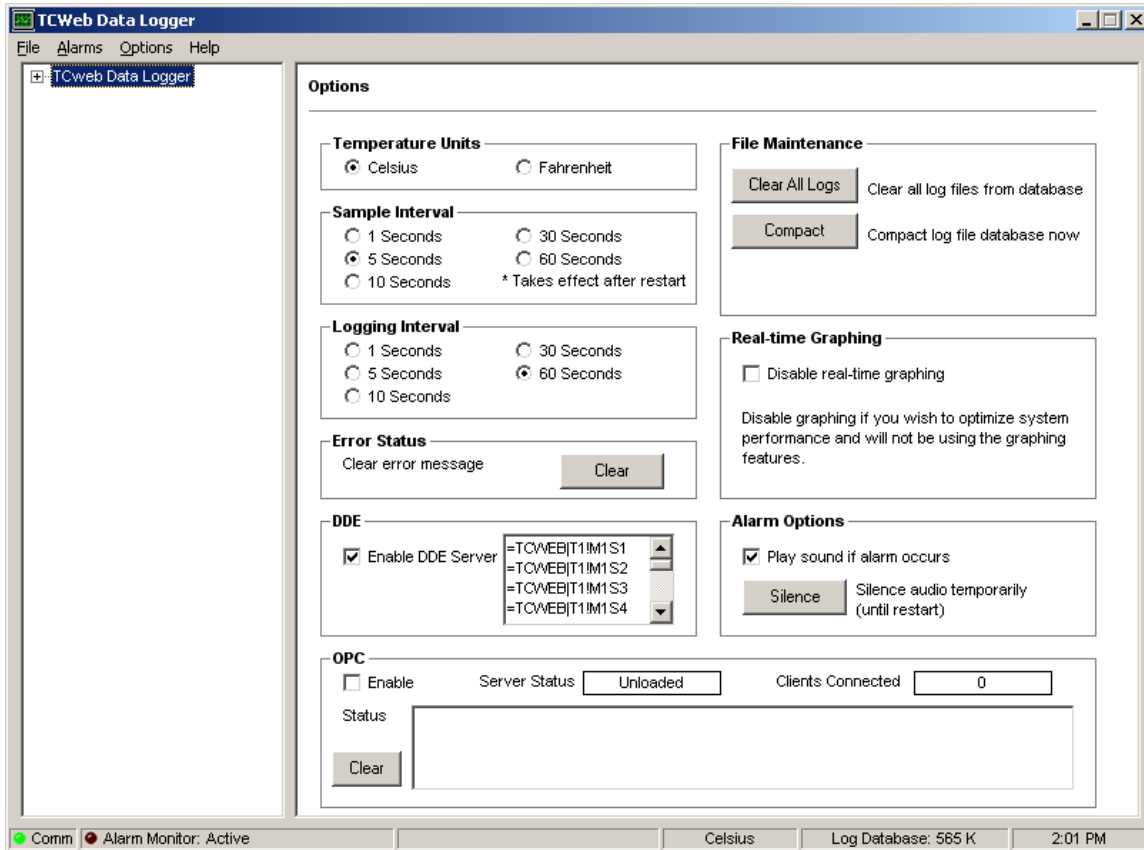 TCWeb Data Logger
File Alarms Options Help
TCweb Data Logger
Options
Temperature Units
Celsius Fahrenheit
Sample Interval
1 Seconds 30 Seconds
5 Seconds 60 Seconds
10 Seconds * Takes effect after restart
Logging Interval
1 Seconds 30 Seconds
5 Seconds 60 Seconds
10 Seconds
Error Status
Clear error message Clear
DDE
Enable DDE Server
=TCWEB|T1!M1S1
=TCWEB|T1!M1S2
=TCWEB|T1!M1S3
=TCWEB|T1!M1S4
File Maintenance
Clear All Logs Clear all log files from database
Compact Compact log file database now
Real-time Graphing
Disable real-time graphing
Disable graphing if you wish to optimize system
performance and will not be using the graphing
features.
Alarm Options
Play sound if alarm occurs
Silence Silence audio temporarily
(until restart)
OPC
Enable Server Status Unloaded Clients Connected 0
Status
Clear
Comm Alarm Monitor: Active Celsius Log Database: 565 K 2:01 PM